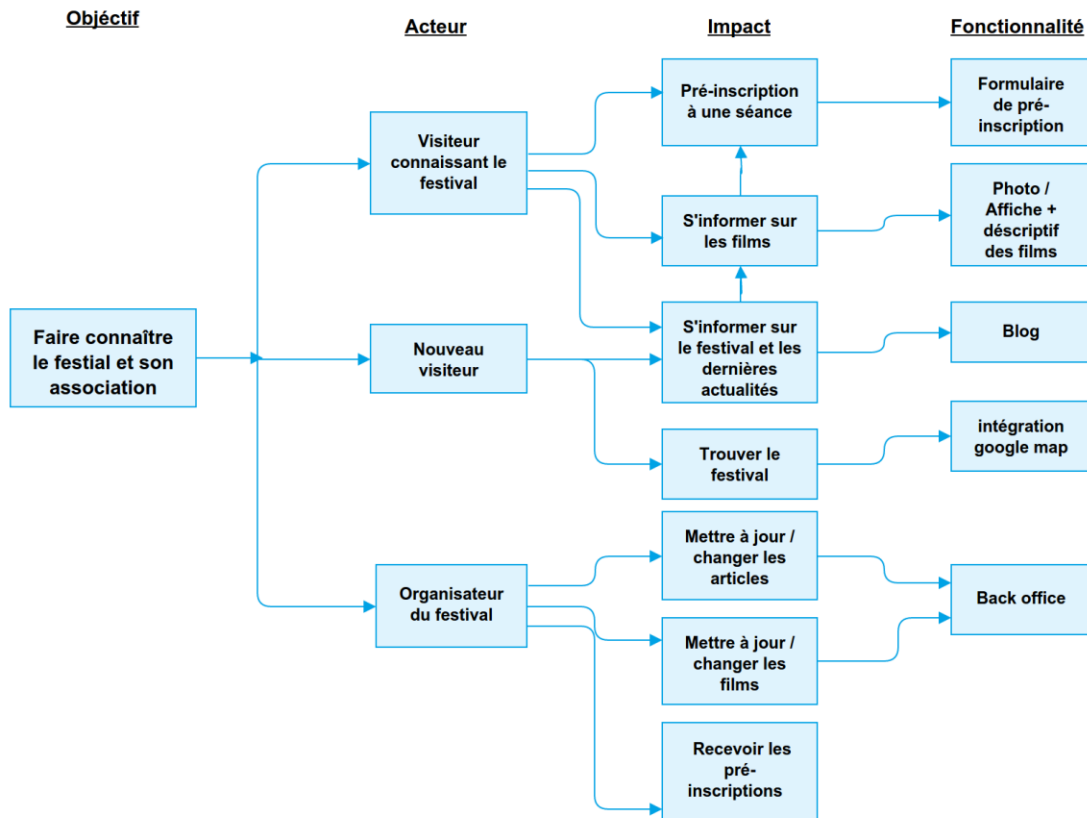 Objéctif
Acteur
Impact
Fonctionnalité
Faire connaître
le festial et son
association
Visiteur
connaissant le
festival
Nouveau
visiteur
Organisateur
du festival
Pré-inscription
à une séance
S'informer sur
les films
S'informer sur
le festival et les
dernières
actualités
Trouver le
festival
Mettre à jour /
changer les
articles
Mettre à jour /
changer les
films
Recevoir les
pré-
inscriptions
Formulaire
de pré-
inscription
Photo /
Affiche +
déscriptif
des films
Blog
intégration
google map
Back office